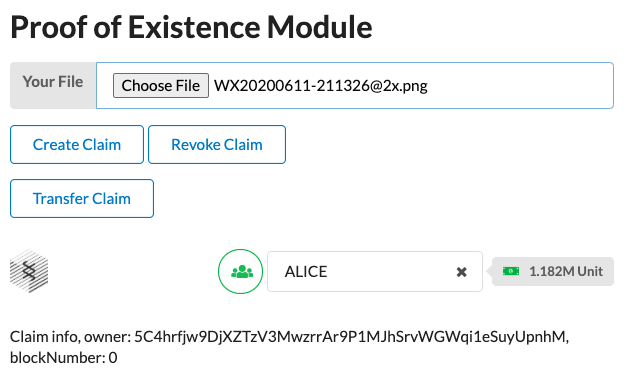 Proof of Existence Module
Your File
Choose File WX20200611-211326@2x.png
Create Claim Revoke Claim
Transfer Claim
ALICE
1.182M Unit
Claim info, owner: 5C4hrfjw9DjXZTzV3MwzrrAr9P1MJhSrvWGWqi1eSuyUpnhM,
blockNumber: 0